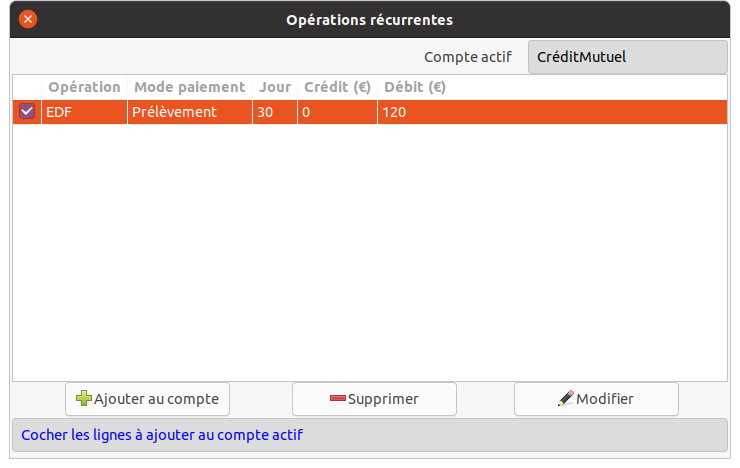 Opérations récurrentes
Compte actif CréditMutuel
Opération Mode paiement Jour Crédit (€) Débit (€)
EDF Prélèvement 30 0 120
Ajouter au compte Supprimer Modifier
Cocher les lignes à ajouter au compte actif